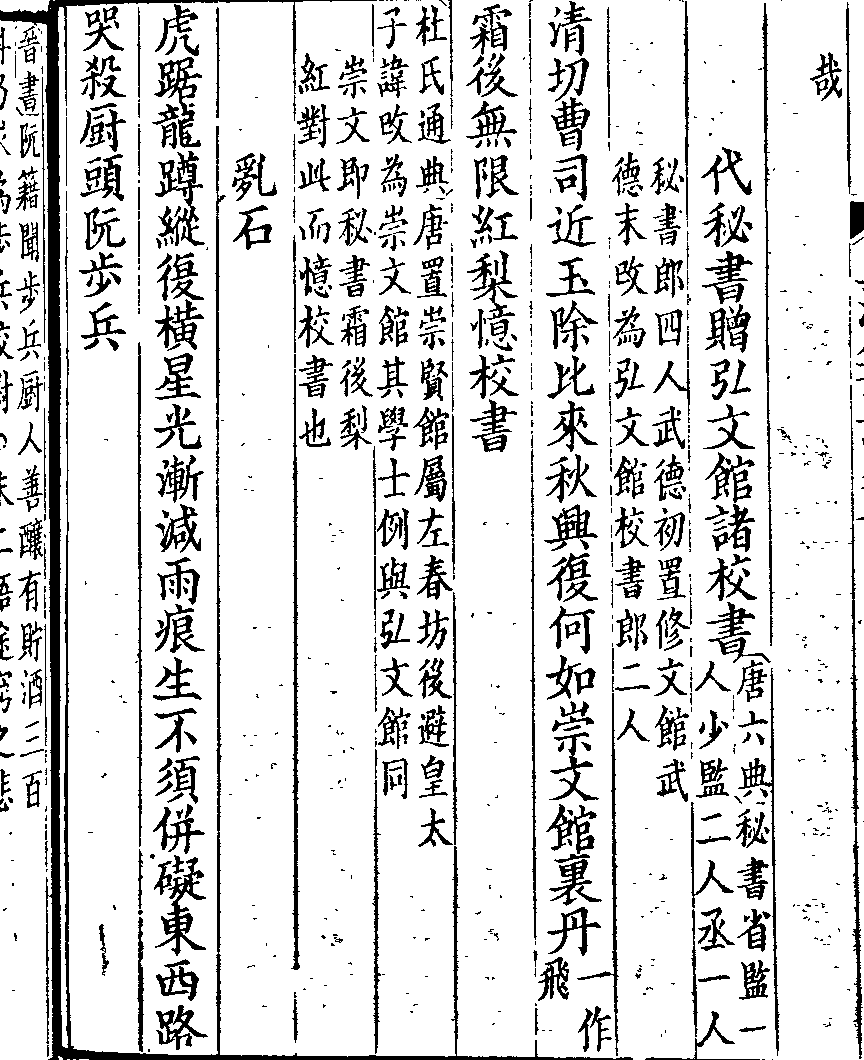 哉
代秘書贈弘文館諸校書
唐六典秘書省監一
人少監二人丞一人
秘書郎四人武德初置修文館武
德末改為弘文館校書郎二人
清切曹司近玉除比來秋興復何如崇文館裏丹
一作
飛
霜後無限紅梨憶校書
杜氏通典唐置崇賢館屬左春坊後避皇太
子諱改為崇文館其學士例與弘文館同
崇文即秘書霜後梨
紅對此而憶校書也
亂石
虎踞龍蹲縱復橫星光漸減雨痕生不須併礙東西路
哭殺厨頭阮步兵
晉書阮籍聞步兵厨人善釀有貯酒三百